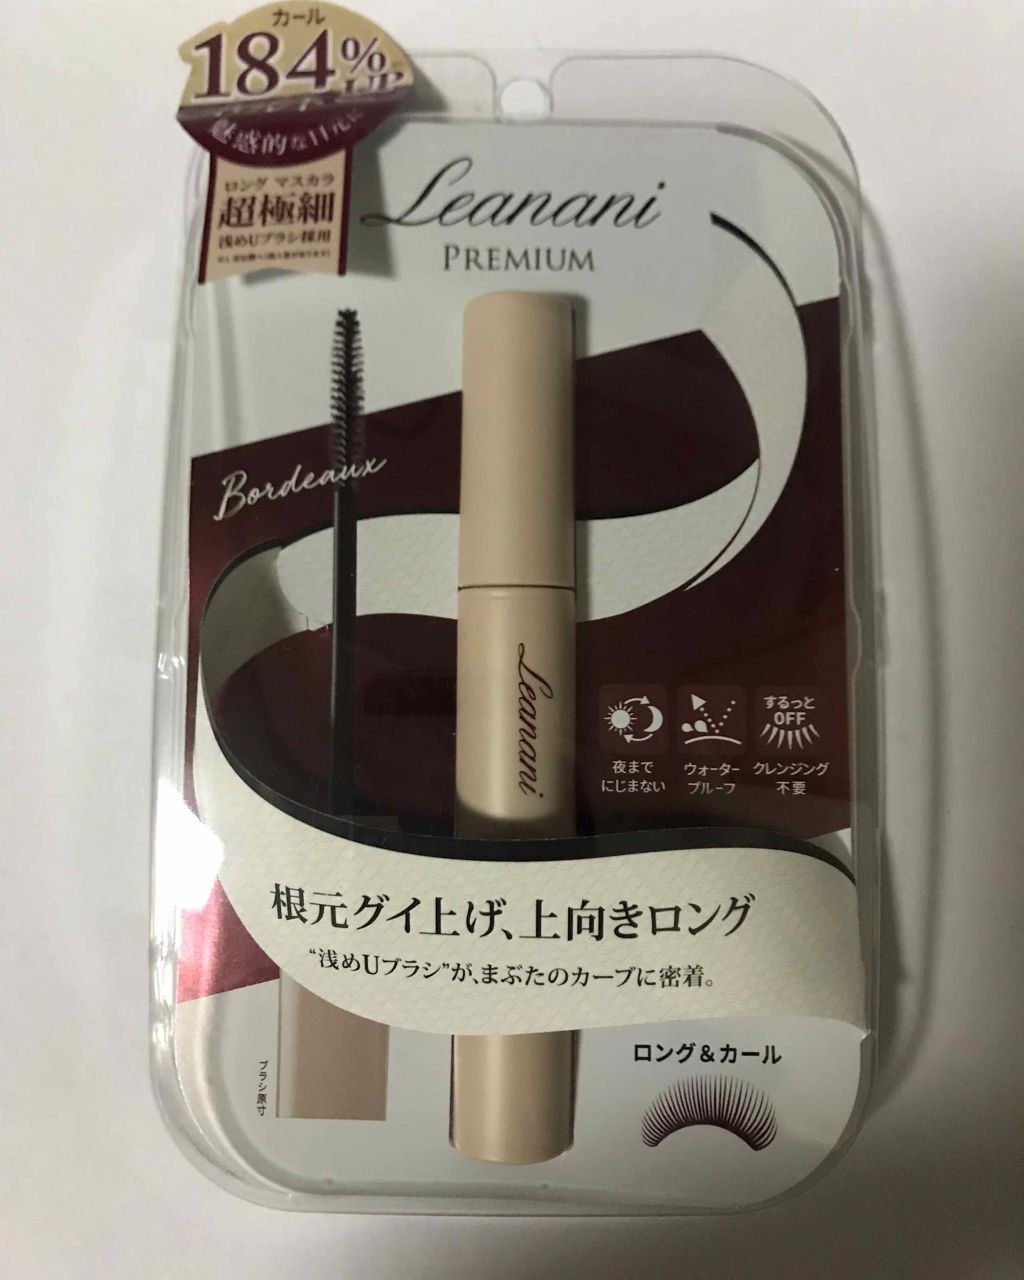 カール
184%
UP
魅惑的な目元に
ロング マスカラ
超極細
浅めUブラシ採用
Leanani
PREMIUM
Bordeaux
Leanani
夜まで
にじまない
ウォーター
プルーフ
するっと
OFF
クレンジング
不要
根元グイ上げ、上向きロング
“浅めUブラシ”が、まぶたのカーブに密着。
ロング&カール
ブラシ原寸